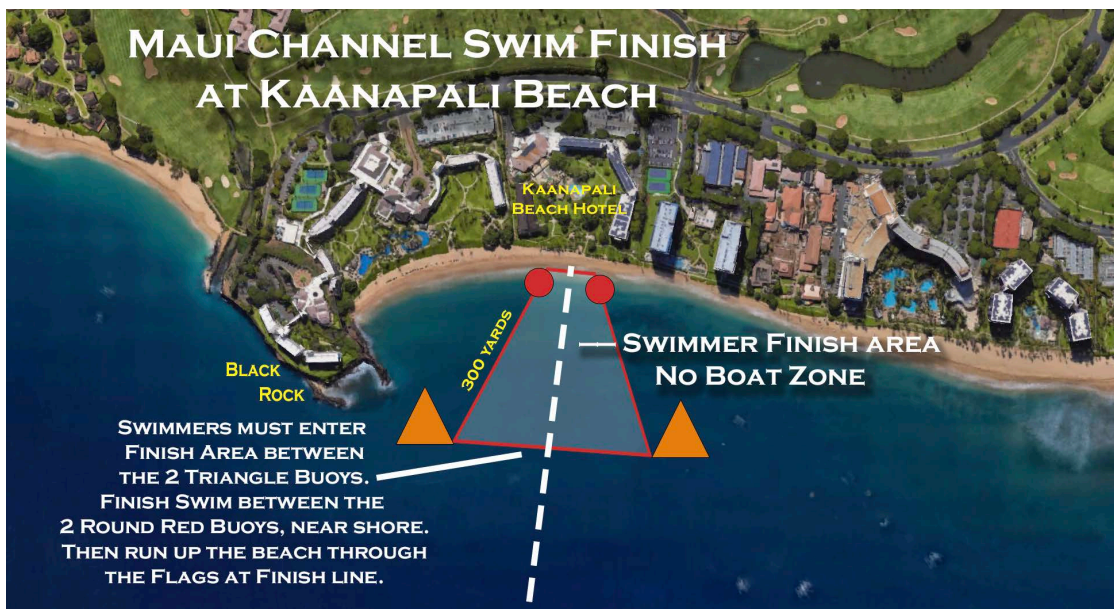 Maui Channel Swim Finish
at Kaanapali Beach
Kaanapali
Beach Hotel
300 yards
Swimmer Finish area
No Boat Zone
Black
Rock
Swimmers must enter
Finish Area between
the 2 Triangle Buoys.
Finish Swim between the
2 Round Red Buoys, near shore.
Then run up the beach through
the Flags at Finish line.